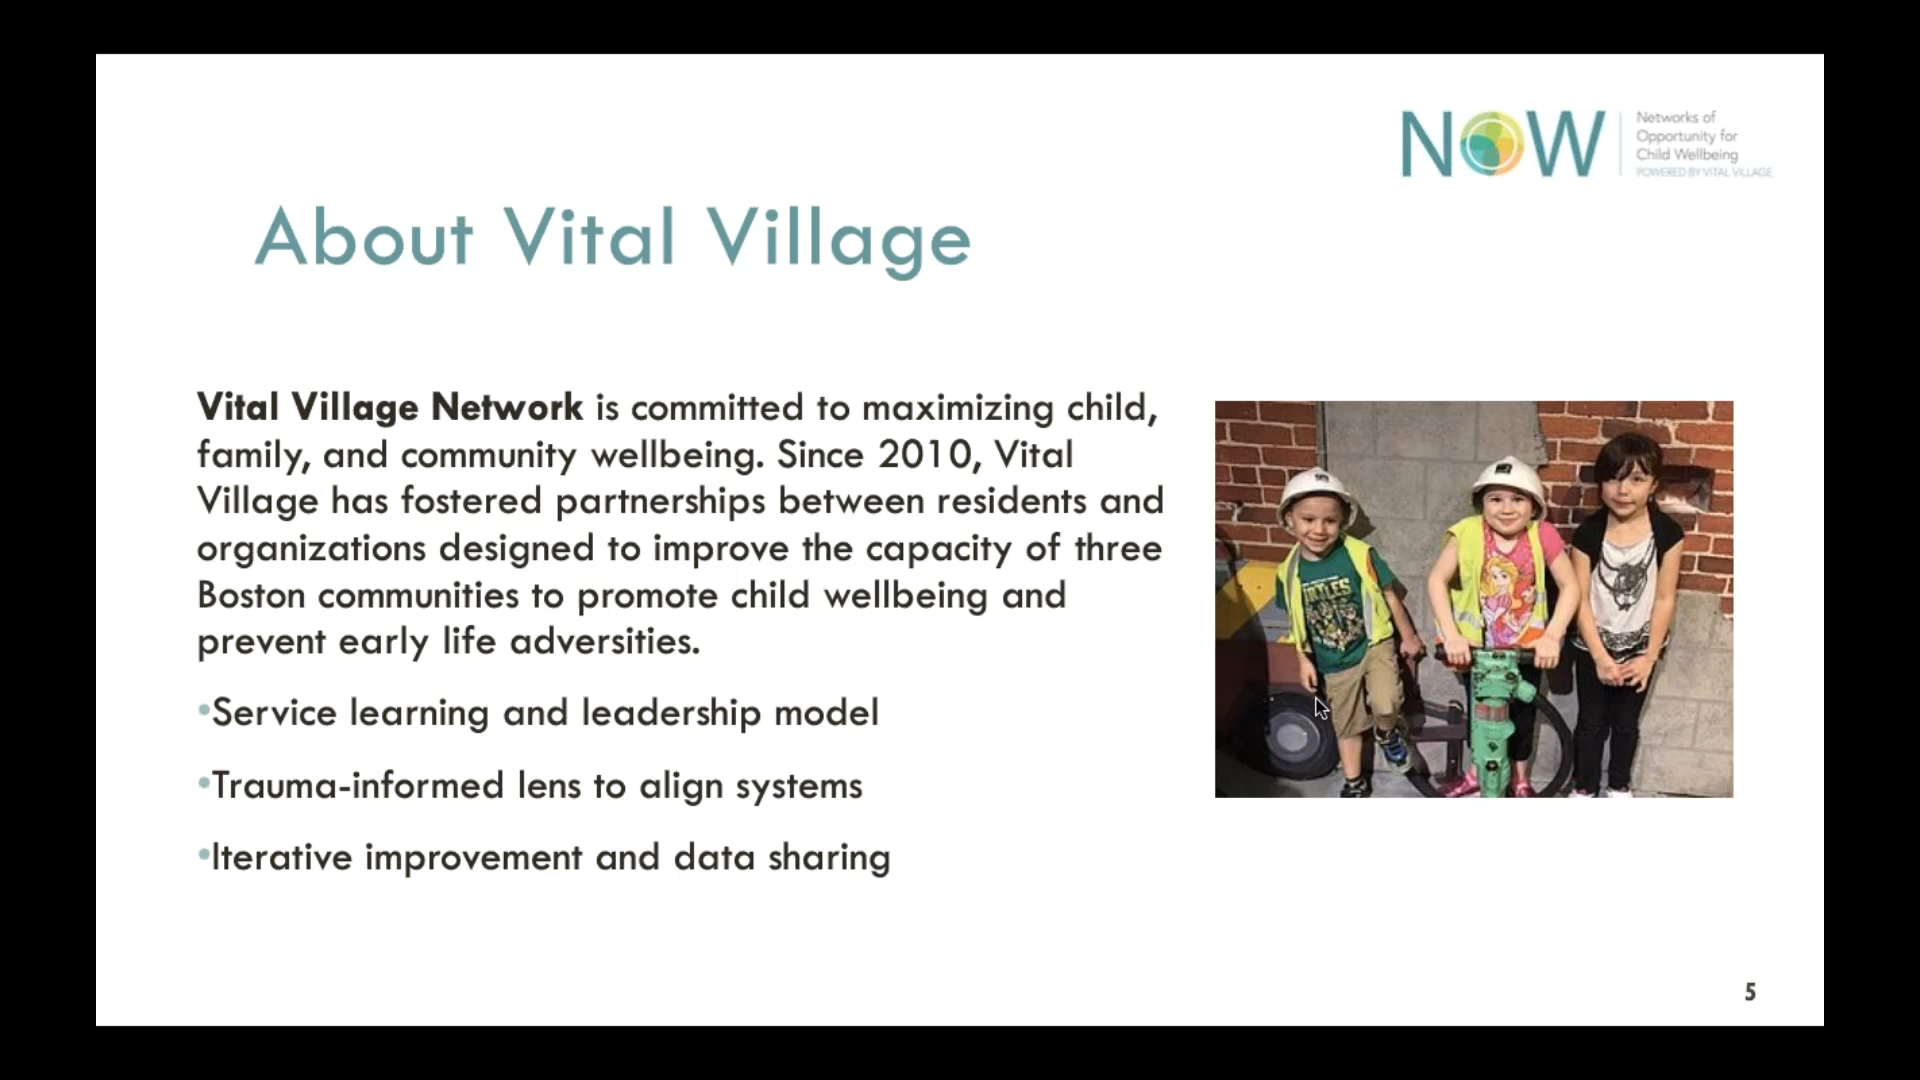 NOW
Networks of
Opportunity for
Child Wellbeing
POWERED BY VITAL VILLAGE
About Vital Village
Vital Village Network is committed to maximizing child,
family, and community wellbeing. Since 2010, Vital
Village has fostered partnerships between residents and
organizations designed to improve the capacity of three
Boston communities to promote child wellbeing and
prevent early life adversities.
•Service learning and leadership model
•Trauma-informed lens to align systems
•Iterative improvement and data sharing
5